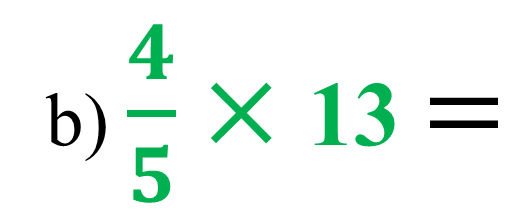 b) 4/5 × 13 =